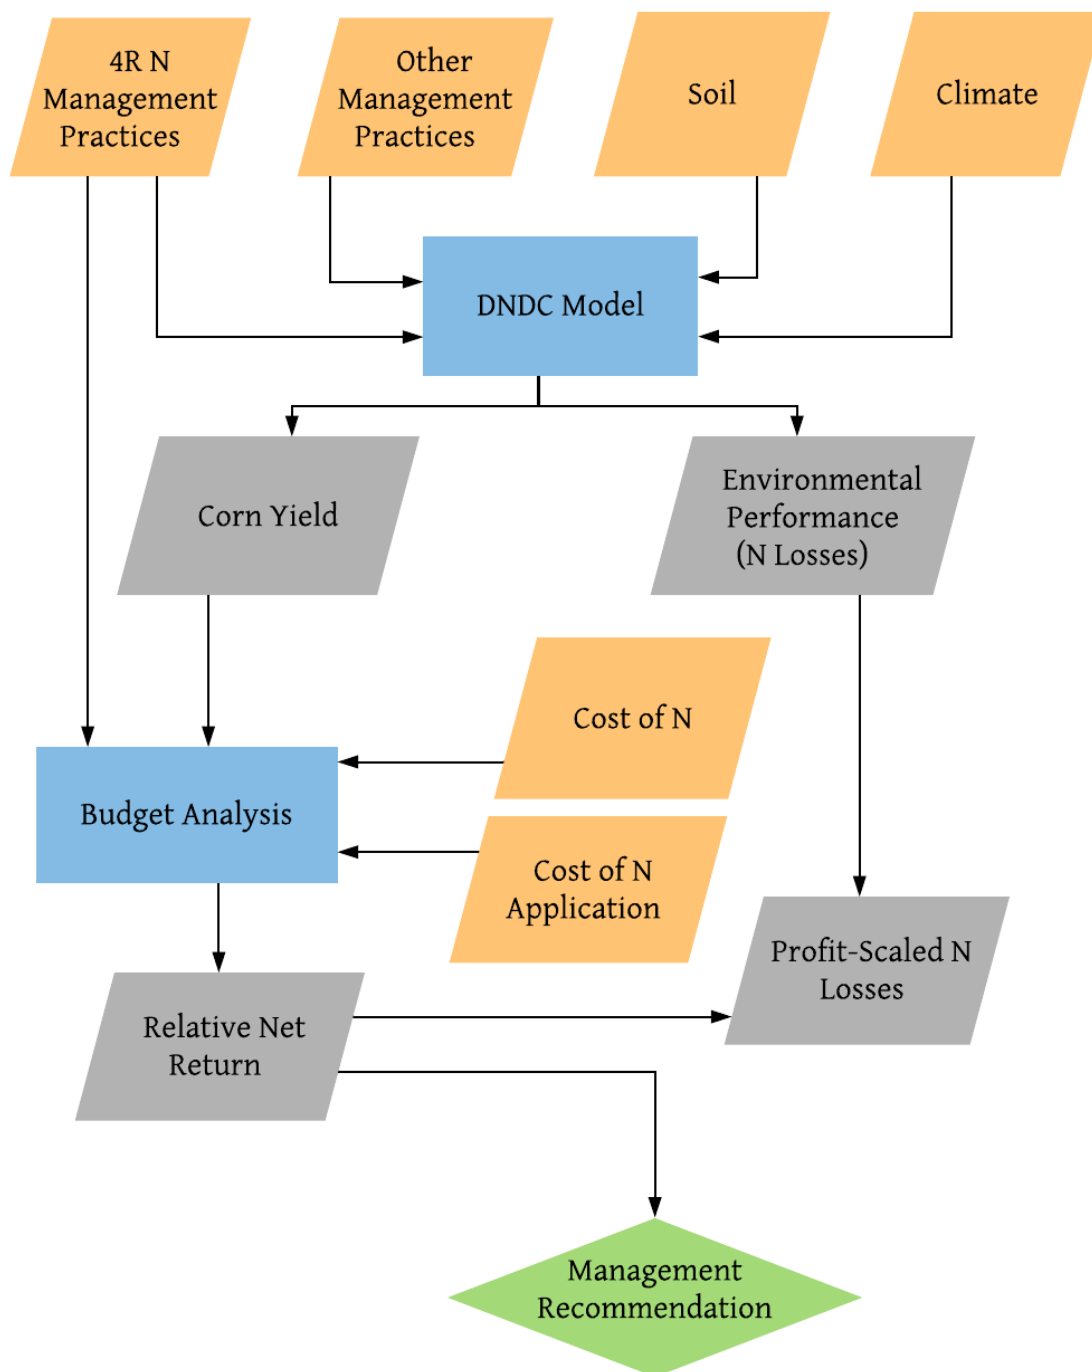 4R N
Management
Practices
Other
Management
Practices
Soil
Climate
DNDC Model
Corn Yield
Environmental
Performance
(N Losses)
Cost of N
Budget Analysis
Cost of N
Application
Profit-Scaled N
Losses
Relative Net
Return
Management
Recommendation